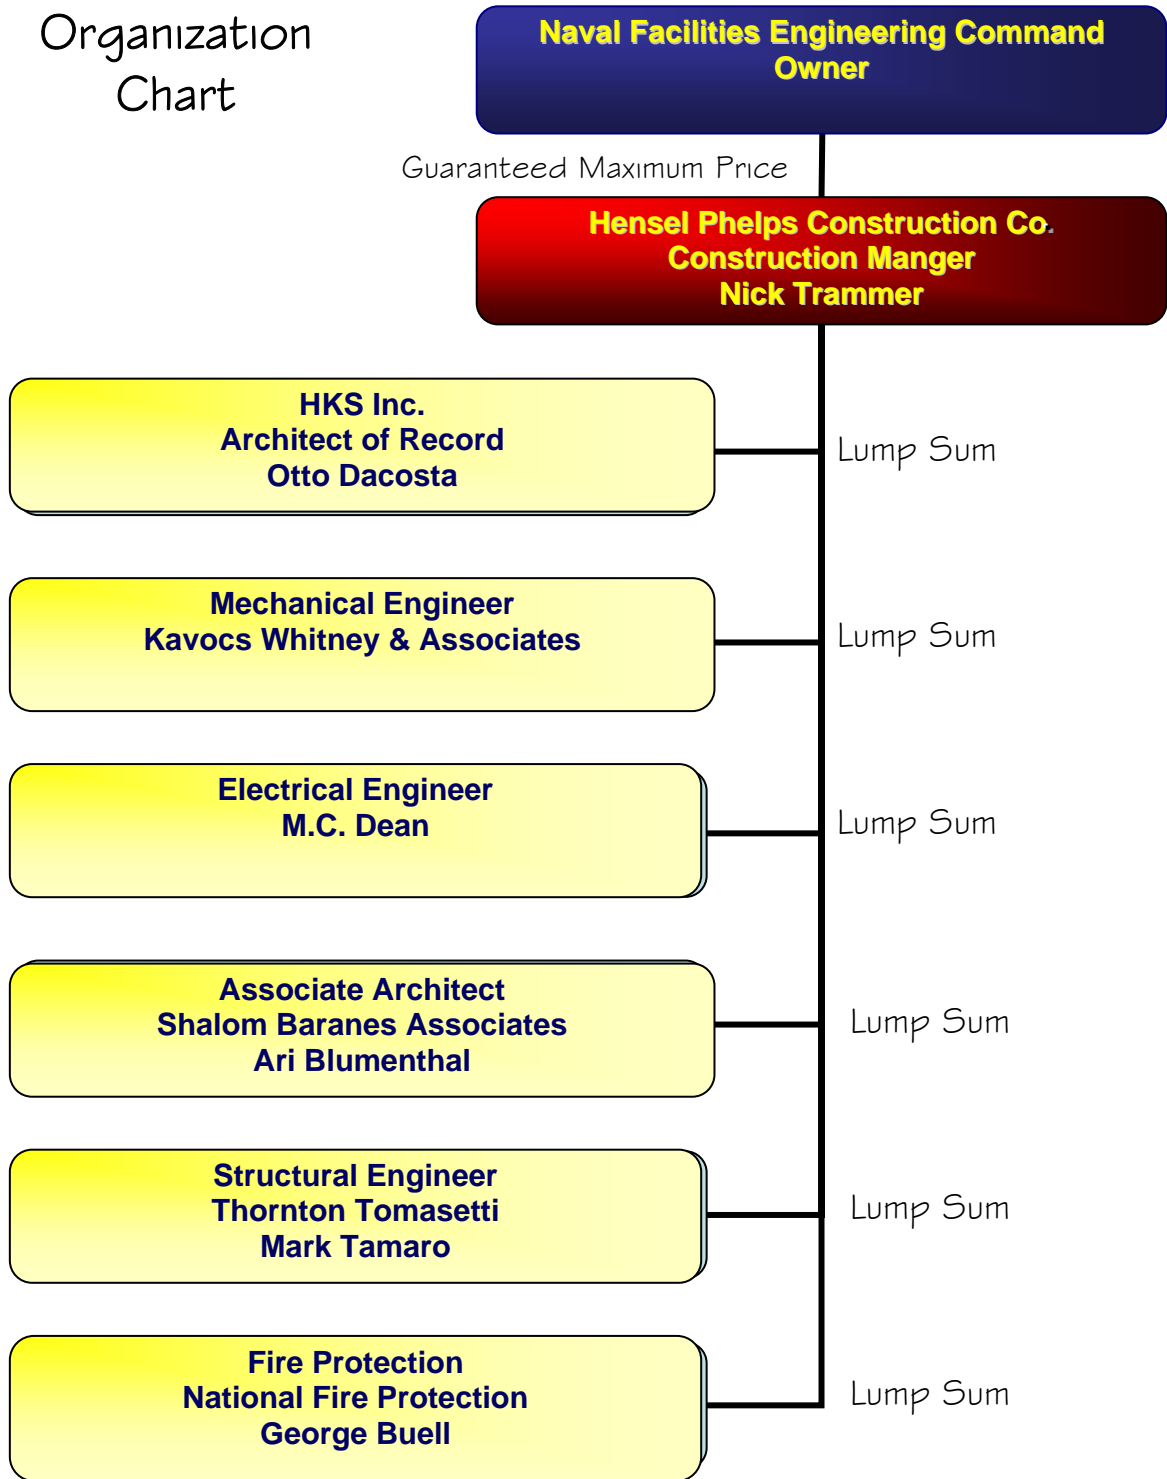 Organization
Chart
Naval Facilities Engineering Command
Owner
Guaranteed Maximum Price
Hensel Phelps Construction Co.
Construction Manger
Nick Trammer
HKS Inc.
Architect of Record
Otto Dacosta
Lump Sum
Mechanical Engineer
Kavocs Whitney & Associates
Lump Sum
Electrical Engineer
M.C. Dean
Lump Sum
Associate Architect
Shalom Baranes Associates
Ari Blumenthal
Lump Sum
Structural Engineer
Thornton Tomasetti
Mark Tamaro
Lump Sum
Fire Protection
National Fire Protection
George Buell
Lump Sum